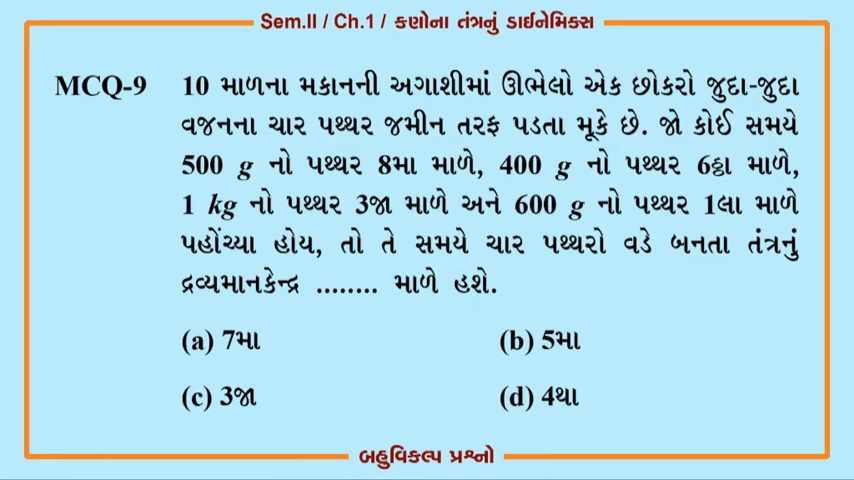 Sem.II / Ch.1 / કણોના તંત્રનું ડાઈનેમિક્સ
MCQ-9 10 માળના મકાનની અગાશીમાં ઊભેલો એક છોકરો જુદા-જુદા
વજનના ચાર પથ્થર જમીન તરફ પડતા મૂકે છે. જો કોઈ સમયે
500 g નો પથ્થર 8મા માળે, 400 g નો પથ્થર 6ઠ્ઠા માળે,
1 kg નો પથ્થર 3જા માળે અને 600 g નો પથ્થર 1લા માળે
પહોંચ્યા હોય, તો તે સમયે ચાર પથ્થરો વડે બનતા તંત્રનું
દ્રવ્યમાનકેન્દ્ર ........ માળે હશે.
(a) 7મા (b) 5મા
(c) 3જા (d) 4થા
બહુવિકલ્પ પ્રશ્નો